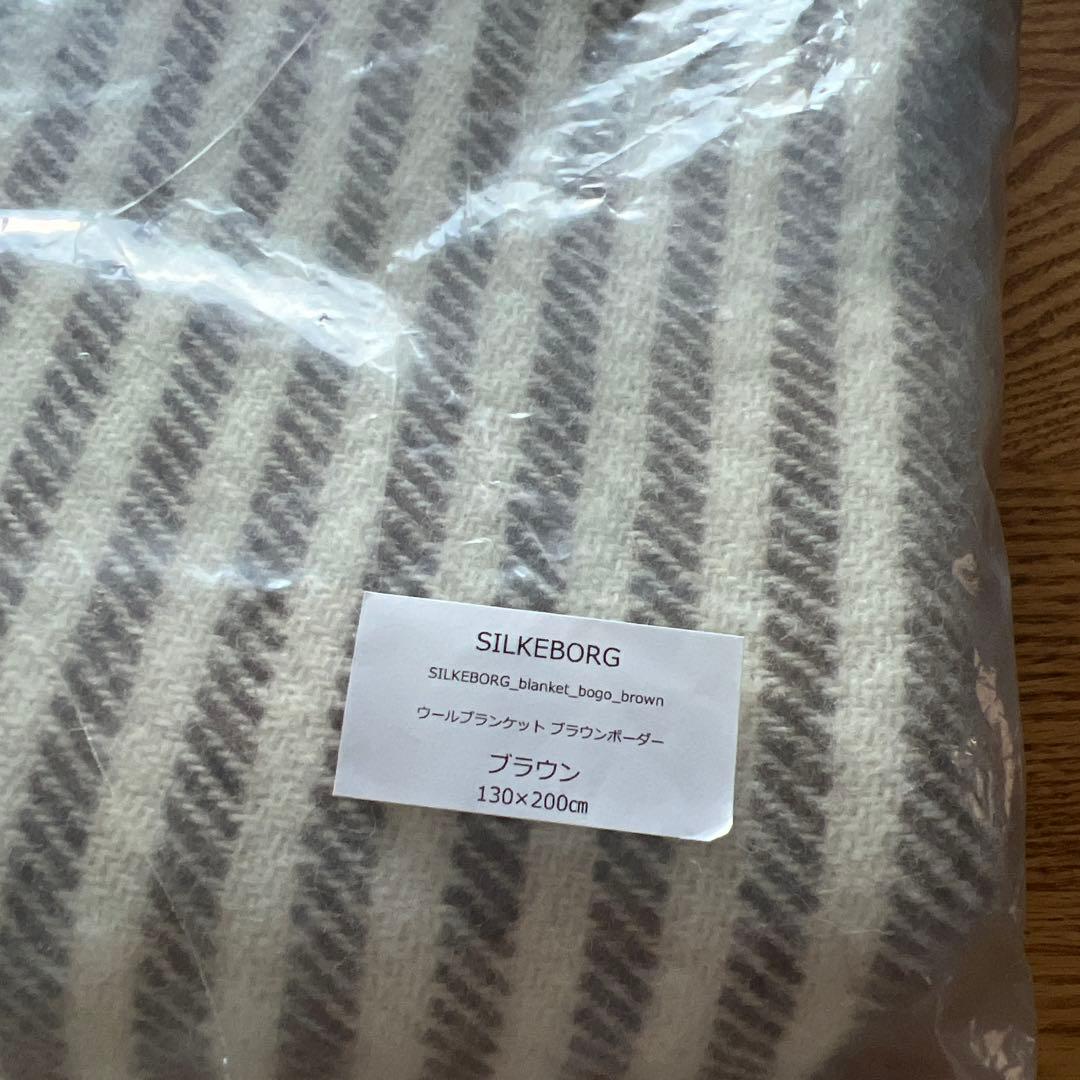 SILKEBORG
SILKEBORG_blanket_bogo_brown
ウールブランケット ブラウンボーダー
ブラウン
130×200㎝